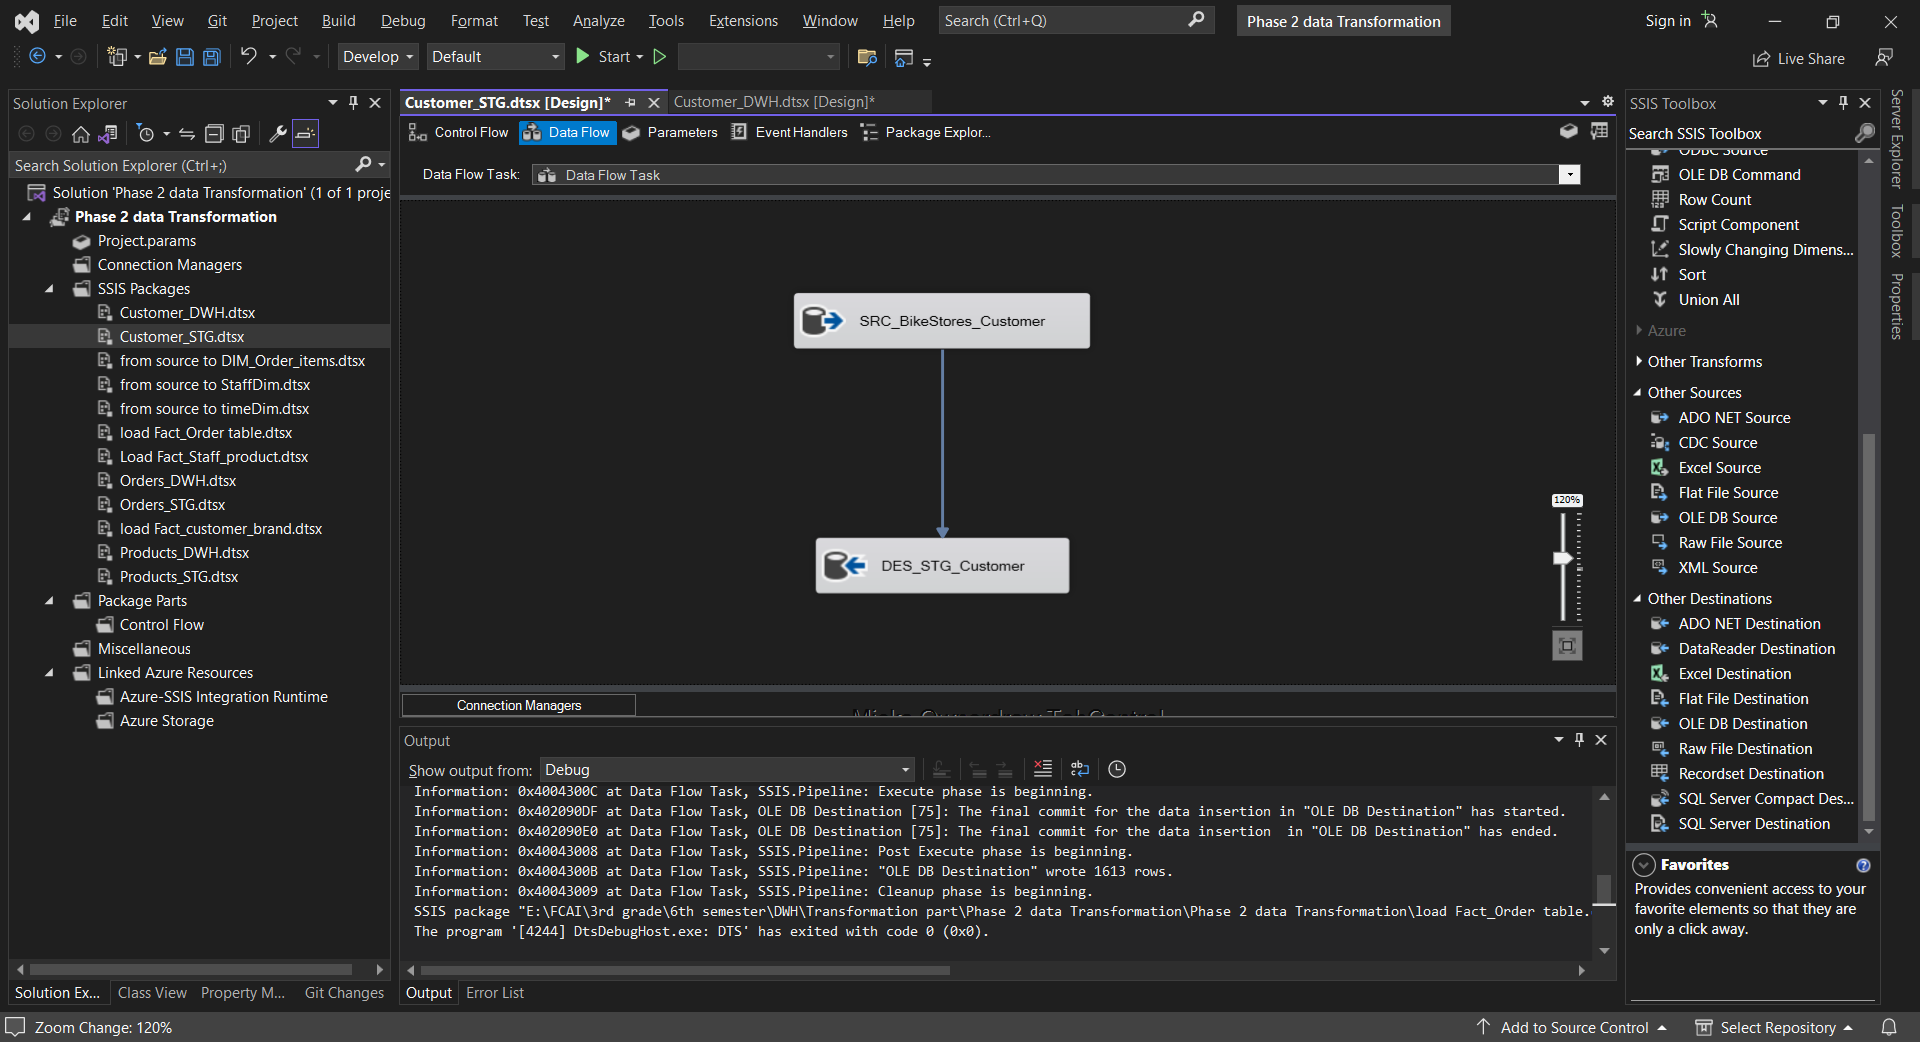 File Edit View Git Project Build Debug Format Test Analyze Tools Extensions Window Help Search (Ctrl+Q) Phase 2 data Transformation Sign in
Develop Default Start Live Share
Solution Explorer
Search Solution Explorer (Ctrl+;)
Solution 'Phase 2 data Transformation' (1 of 1 proje
Phase 2 data Transformation
Project.params
Connection Managers
SSIS Packages
Customer_DWH.dtsx
Customer_STG.dtsx
from source to DIM_Order_items.dtsx
from source to StaffDim.dtsx
from source to timeDim.dtsx
load Fact_Order table.dtsx
Load Fact_Staff_product.dtsx
Orders_DWH.dtsx
Orders_STG.dtsx
load Fact_customer_brand.dtsx
Products_DWH.dtsx
Products_STG.dtsx
Package Parts
Control Flow
Miscellaneous
Linked Azure Resources
Azure-SSIS Integration Runtime
Azure Storage
Solution Ex... Class View Property M... Git Changes
Customer_STG.dtsx [Design]* Customer_DWH.dtsx [Design]*
Control Flow Data Flow Parameters Event Handlers Package Explor...
Data Flow Task: Data Flow Task
SRC_BikeStores_Customer
DES_STG_Customer
120%
Connection Managers
Output
Show output from: Debug
Information: 0x4004300C at Data Flow Task, SSIS.Pipeline: Execute phase is beginning.
Information: 0x402090DF at Data Flow Task, OLE DB Destination [75]: The final commit for the data insertion in "OLE DB Destination" has started.
Information: 0x402090E0 at Data Flow Task, OLE DB Destination [75]: The final commit for the data insertion  in "OLE DB Destination" has ended.
Information: 0x40043008 at Data Flow Task, SSIS.Pipeline: Post Execute phase is beginning.
Information: 0x4004300B at Data Flow Task, SSIS.Pipeline: "OLE DB Destination" wrote 1613 rows.
Information: 0x40043009 at Data Flow Task, SSIS.Pipeline: Cleanup phase is beginning.
SSIS package "E:\FCAI\3rd grade\6th semester\DWH\Transformation part\Phase 2 data Transformation\Phase 2 data Transformation\load Fact_Order table.
The program '[4244] DtsDebugHost.exe: DTS' has exited with code 0 (0x0).
Output Error List
SSIS Toolbox
Search SSIS Toolbox
ODBC Source
OLE DB Command
Row Count
Script Component
Slowly Changing Dimens...
Sort
Union All
Azure
Other Transforms
Other Sources
ADO NET Source
CDC Source
Excel Source
Flat File Source
OLE DB Source
Raw File Source
XML Source
Other Destinations
ADO NET Destination
DataReader Destination
Excel Destination
Flat File Destination
OLE DB Destination
Raw File Destination
Recordset Destination
SQL Server Compact Des...
SQL Server Destination
Favorites
Provides convenient access to your
favorite elements so that they are
only a click away.
Server Explorer
Toolbox
Properties
Zoom Change: 120% Add to Source Control Select Repository